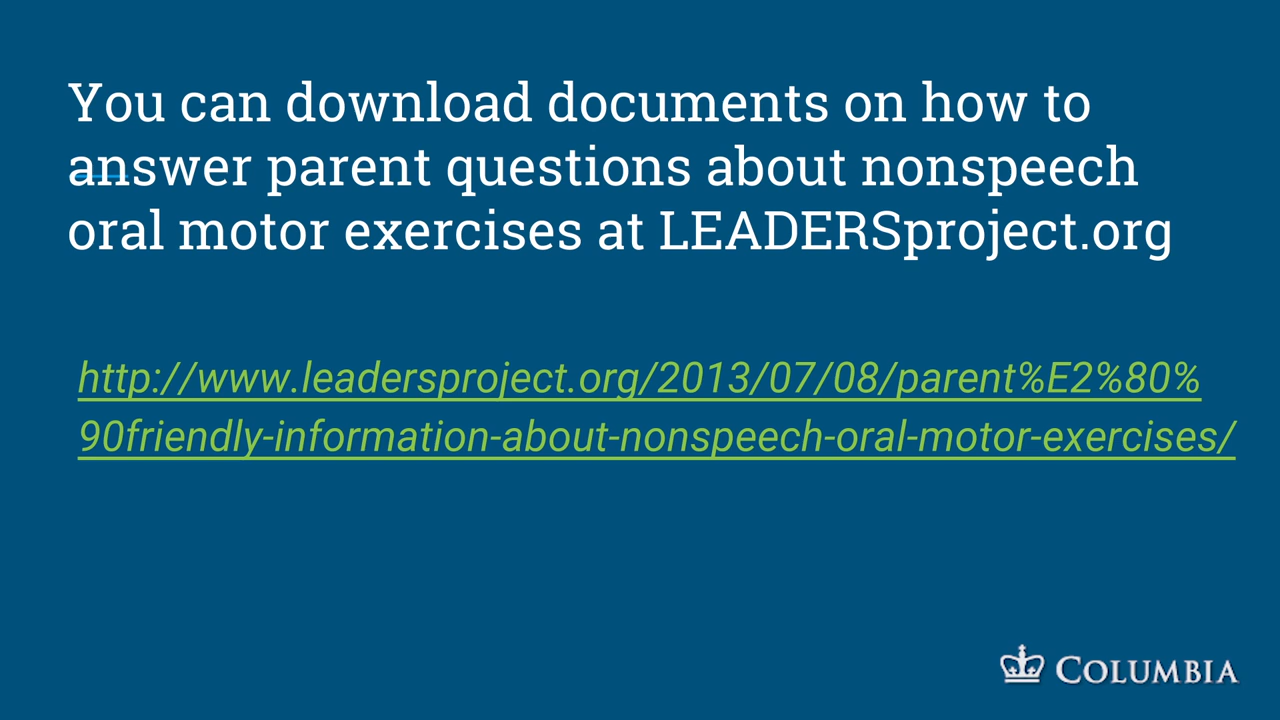 You can download documents on how to
answer parent questions about nonspeech
oral motor exercises at LEADERSproject.org
http://www.leadersproject.org/2013/07/08/parent%E2%80%
90friendly-information-about-nonspeech-oral-motor-exercises/
COLUMBIA